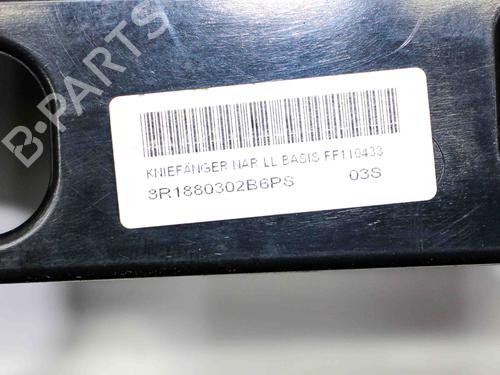 B-PARTS
KNIEFÄNGER NAR LL BASIS FF110433
3R1880302B6PS 03S